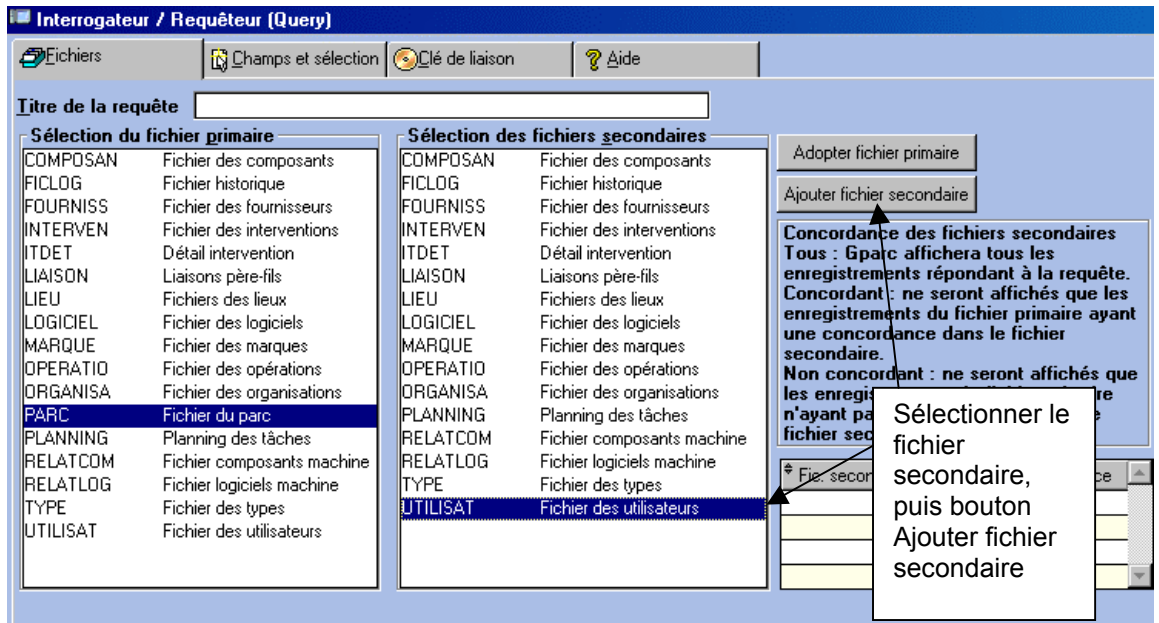 Interrogateur / Requêteur (Query)
Fichiers
Champs et sélection
Clé de liaison
Aide
Titre de la requête
Sélection du fichier primaire
COMPOSAN Fichier des composants
FICLOG Fichier historique
FOURNISS Fichier des fournisseurs
INTERVEN Fichier des interventions
ITDET Détail intervention
LIAISON Liaisons père-fils
LIEU Fichiers des lieux
LOGICIEL Fichier des logiciels
MARQUE Fichier des marques
OPERATIO Fichier des opérations
ORGANISA Fichier des organisations
PARC Fichier du parc
PLANNING Planning des tâches
RELATCOM Fichier composants machine
RELATLOG Fichier logiciels machine
TYPE Fichier des types
UTILISAT Fichier des utilisateurs
Sélection des fichiers secondaires
COMPOSAN Fichier des composants
FICLOG Fichier historique
FOURNISS Fichier des fournisseurs
INTERVEN Fichier des interventions
ITDET Détail intervention
LIAISON Liaisons père-fils
LIEU Fichiers des lieux
LOGICIEL Fichier des logiciels
MARQUE Fichier des marques
OPERATIO Fichier des opérations
ORGANISA Fichier des organisations
PLANNING Planning des tâches
RELATCOM Fichier composants machine
RELATLOG Fichier logiciels machine
TYPE Fichier des types
UTILISAT Fichier des utilisateurs
Adopter fichier primaire
Ajouter fichier secondaire
Concordance des fichiers secondaires
Tous : Gparc affichera tous les
enregistrements répondant à la requête.
Concordant : ne seront affichés que les
enregistrements du fichier primaire ayant
une concordance dans le fichier
secondaire.
Non concordant : ne seront affichés que
les
n'ayant
fichier
Fic.
Sélectionner le
fichier
secondaire,
puis bouton
Ajouter fichier
secondaire